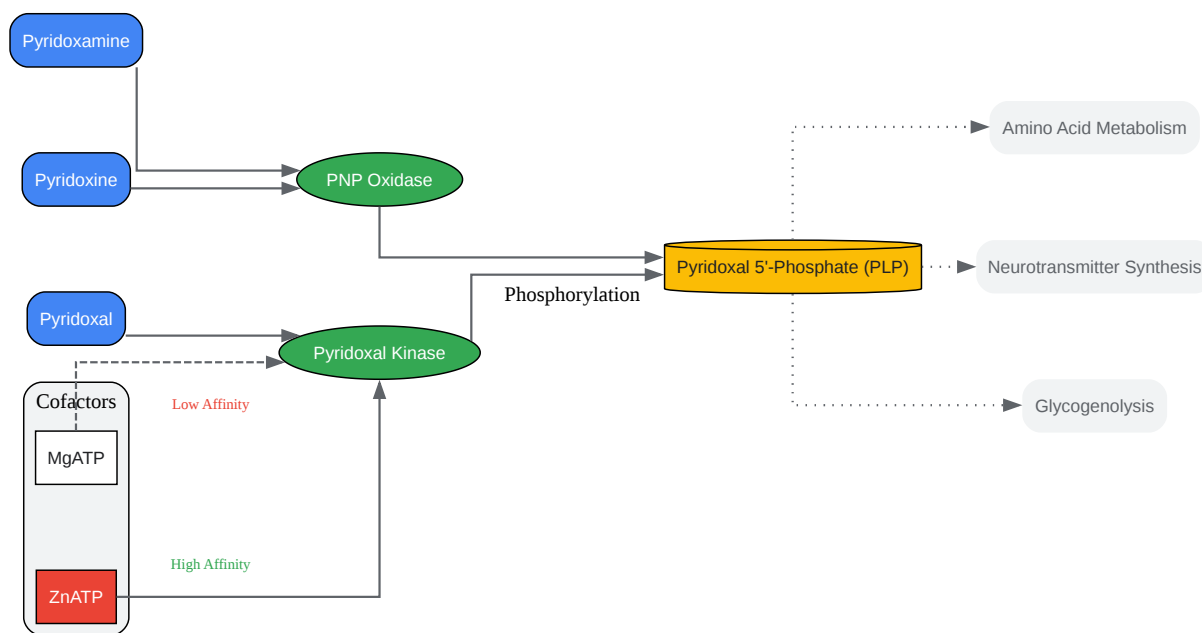 Pyridoxamine
Amino Acid Metabolism
Pyridoxine
PNP Oxidase
Pyridoxal 5'-Phosphate (PLP)
Neurotransmitter Synthesis
Phosphorylation
Pyridoxal
Pyridoxal Kinase
Cofactors
Low Affinity
Glycogenolysis
MgATP
High Affinity
ZnATP